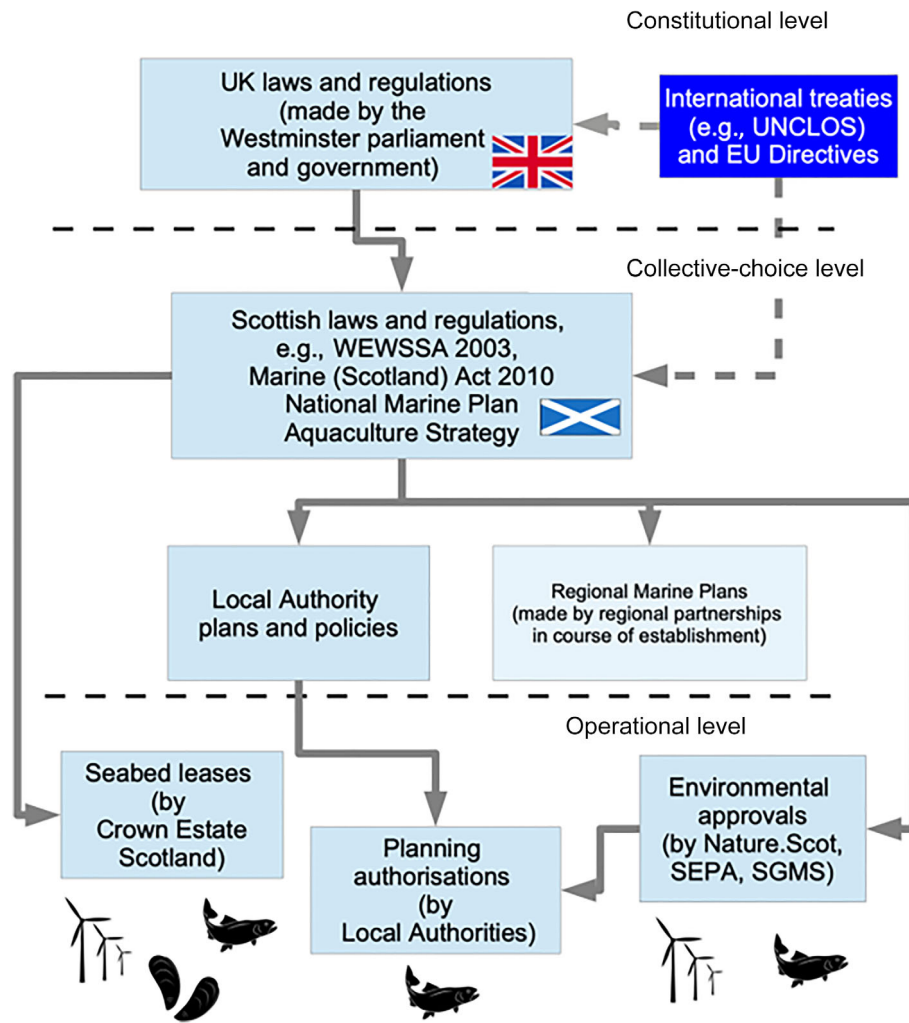 Constitutional level
UK laws and regulations
(made by the
Westminster parliament
and government)
International treaties
(e.g., UNCLOS)
and EU Directives
Collective-choice level
Scottish laws and regulations,
e.g., WEWSSA 2003,
Marine (Scotland) Act 2010
National Marine Plan
Aquaculture Strategy
Local Authority
plans and policies
Regional Marine Plans
(made by regional partnerships
in course of establishment)
Operational level
Seabed leases
(by
Crown Estate
Scotland)
Planning
authorisations
(by
Local Authorities)
Environmental
approvals
(by Nature.Scot,
SEPA, SGMS)